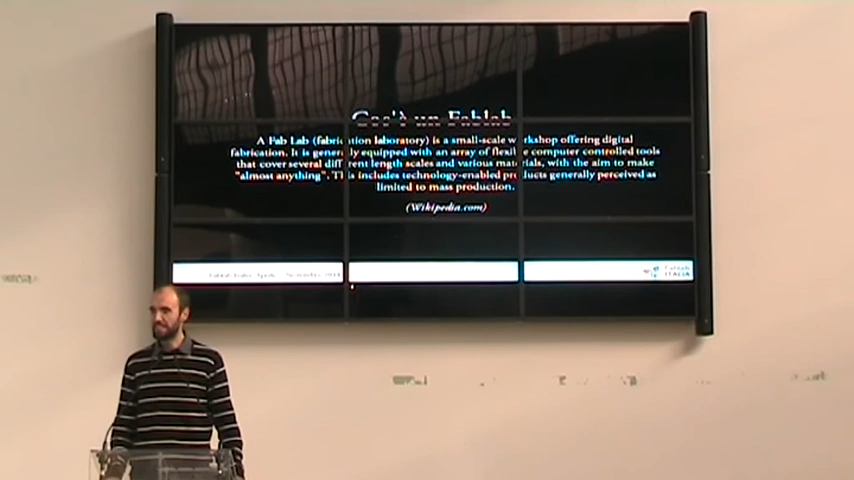 Cos'è un Fablab
A Fab Lab (fabrication laboratory) is a small-scale workshop offering digital
fabrication. It is generally equipped with an array of flexible computer controlled tools
that cover several different length scales and various materials, with the aim to make
"almost anything". This includes technology-enabled products generally perceived as
limited to mass production.
(Wikipedia.com)
ITALIA